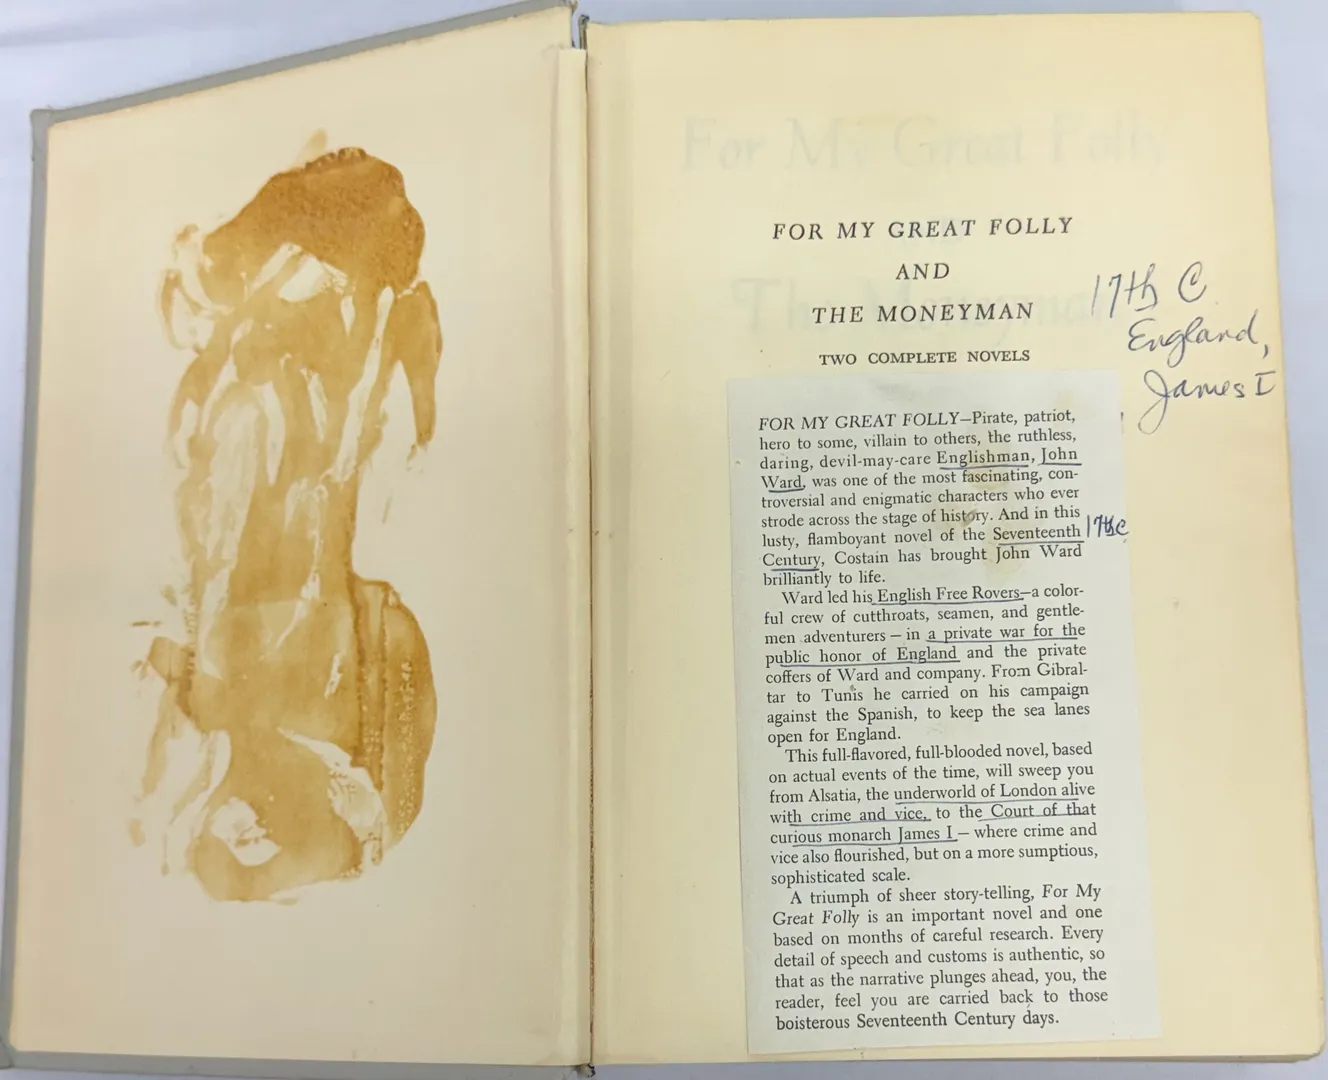 For My Great Folly
FOR MY GREAT FOLLY
AND
THE MONEYMAN
TWO COMPLETE NOVELS
The Moneyman
17th C
England,
James I
FOR MY GREAT FOLLY—Pirate, patriot,
hero to some, villain to others, the ruthless,
daring, devil-may-care Englishman, John
Ward, was one of the most fascinating, con-
troversial and enigmatic characters who ever
strode across the stage of history. And in this
lusty, flamboyant novel of the Seventeenth
17thC
Century, Costain has brought John Ward
brilliantly to life.
Ward led his English Free Rovers—a color-
ful crew of cutthroats, seamen, and gentle-
men adventurers — in a private war for the
public honor of England and the private
coffers of Ward and company. From Gibral-
tar to Tunis he carried on his campaign
against the Spanish, to keep the sea lanes
open for England.
This full-flavored, full-blooded novel, based
on actual events of the time, will sweep you
from Alsatia, the underworld of London alive
with crime and vice, to the Court of that
curious monarch James I — where crime and
vice also flourished, but on a more sumptious,
sophisticated scale.
A triumph of sheer story-telling, For My
Great Folly is an important novel and one
based on months of careful research. Every
detail of speech and customs is authentic, so
that as the narrative plunges ahead, you, the
reader, feel you are carried back to those
boisterous Seventeenth Century days.